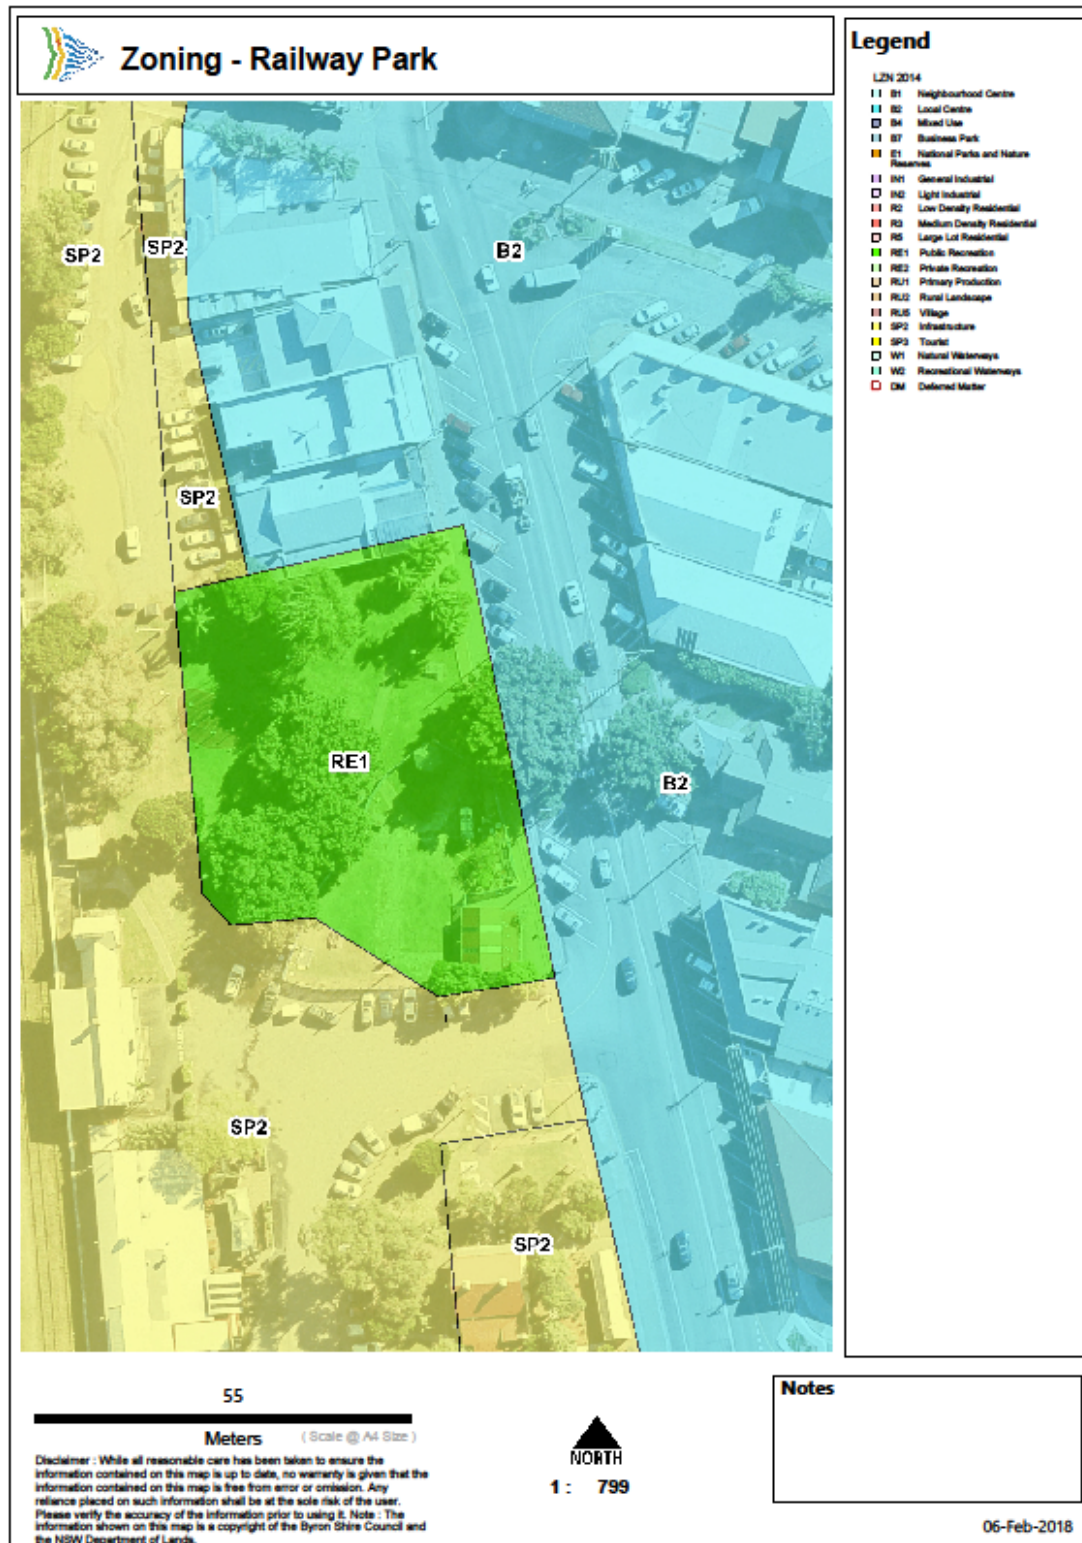 Zoning - Railway Park
SP2
SP2
B2
SP2
RE1
B2
SP2
SP2
Legend
LZN 2014
B1 Neighbourhood Centre
B2 Local Centre
B4 Mixed Use
B7 Business Park
E1 National Parks and Nature
Reserves
IN1 General Industrial
IN2 Light Industrial
R2 Low Density Residential
R3 Medium Density Residential
R5 Large Lot Residential
RE1 Public Recreation
RE2 Private Recreation
RU1 Primary Production
RU2 Rural Landscape
RU5 Village
SP2 Infrastructure
SP3 Tourist
W1 Natural Waterways
W2 Recreational Waterways
DM Deferred Matter
55
Meters ( Scale @ A4 Size )
Disclaimer : While all reasonable care has been taken to ensure the
information contained on this map is up to date, no warranty is given that the
information contained on this map is free from error or omission. Any
reliance placed on such information shall be at the sole risk of the user.
Please verify the accuracy of the information prior to using it. Note : The
information shown on this map is a copyright of the Byron Shire Council and
the NSW Department of Lands.
NORTH
1 : 799
Notes
06-Feb-2018